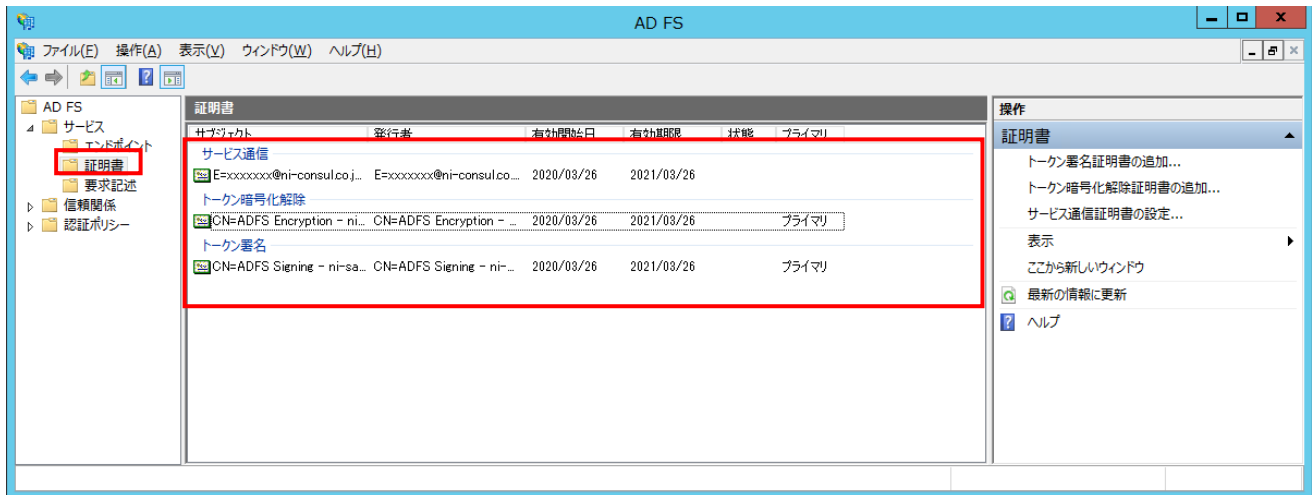 AD FS
ファイル(F) 操作(A) 表示(V) ウィンドウ(W) ヘルプ(H)
AD FS
サービス
エンドポイント
証明書
要求記述
信頼関係
認証ポリシー
証明書
サブジェクト 発行者 有効開始日 有効期限 状態 プライマリ
サービス通信
E=xxxxxxx@ni-consul.co.j... E=xxxxxxx@ni-consul.co.... 2020/03/26 2021/03/26
トークン暗号化解除
CN=ADFS Encryption - ni... CN=ADFS Encryption - ... 2020/03/26 2021/03/26 プライマリ
トークン署名
CN=ADFS Signing - ni-sa... CN=ADFS Signing - ni-... 2020/03/26 2021/03/26 プライマリ
操作
証明書
トークン署名証明書の追加...
トークン暗号化解除証明書の追加...
サービス通信証明書の設定...
表示
ここから新しいウィンドウ
最新の情報に更新
ヘルプ